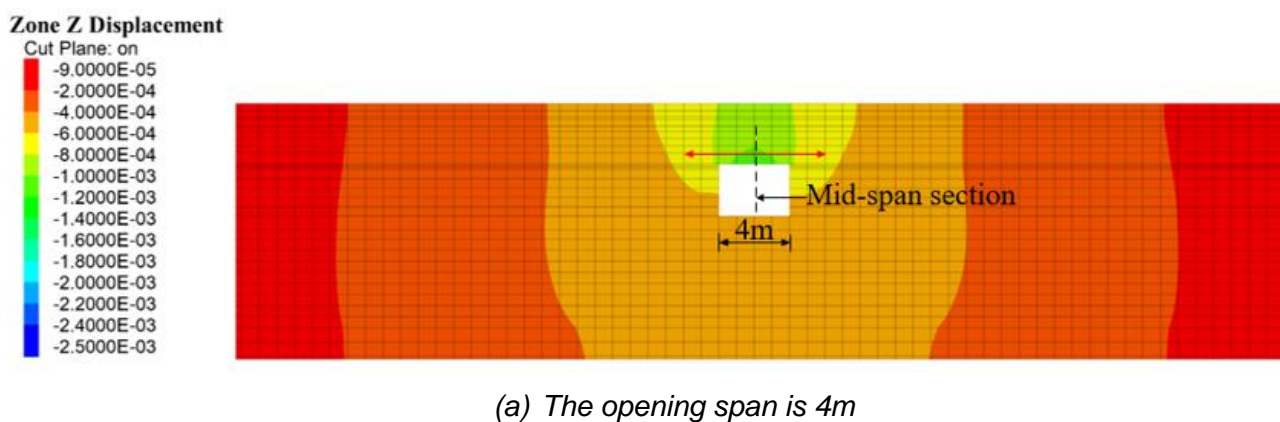 Zone Z Displacement
Cut Plane: on
-9.0000E-05
-2.0000E-04
-4.0000E-04
-6.0000E-04
-8.0000E-04
-1.0000E-03
-1.2000E-03
-1.4000E-03
-1.6000E-03
-1.8000E-03
-2.0000E-03
-2.2000E-03
-2.4000E-03
-2.5000E-03
Mid-span section
4m
(a) The opening span is 4m